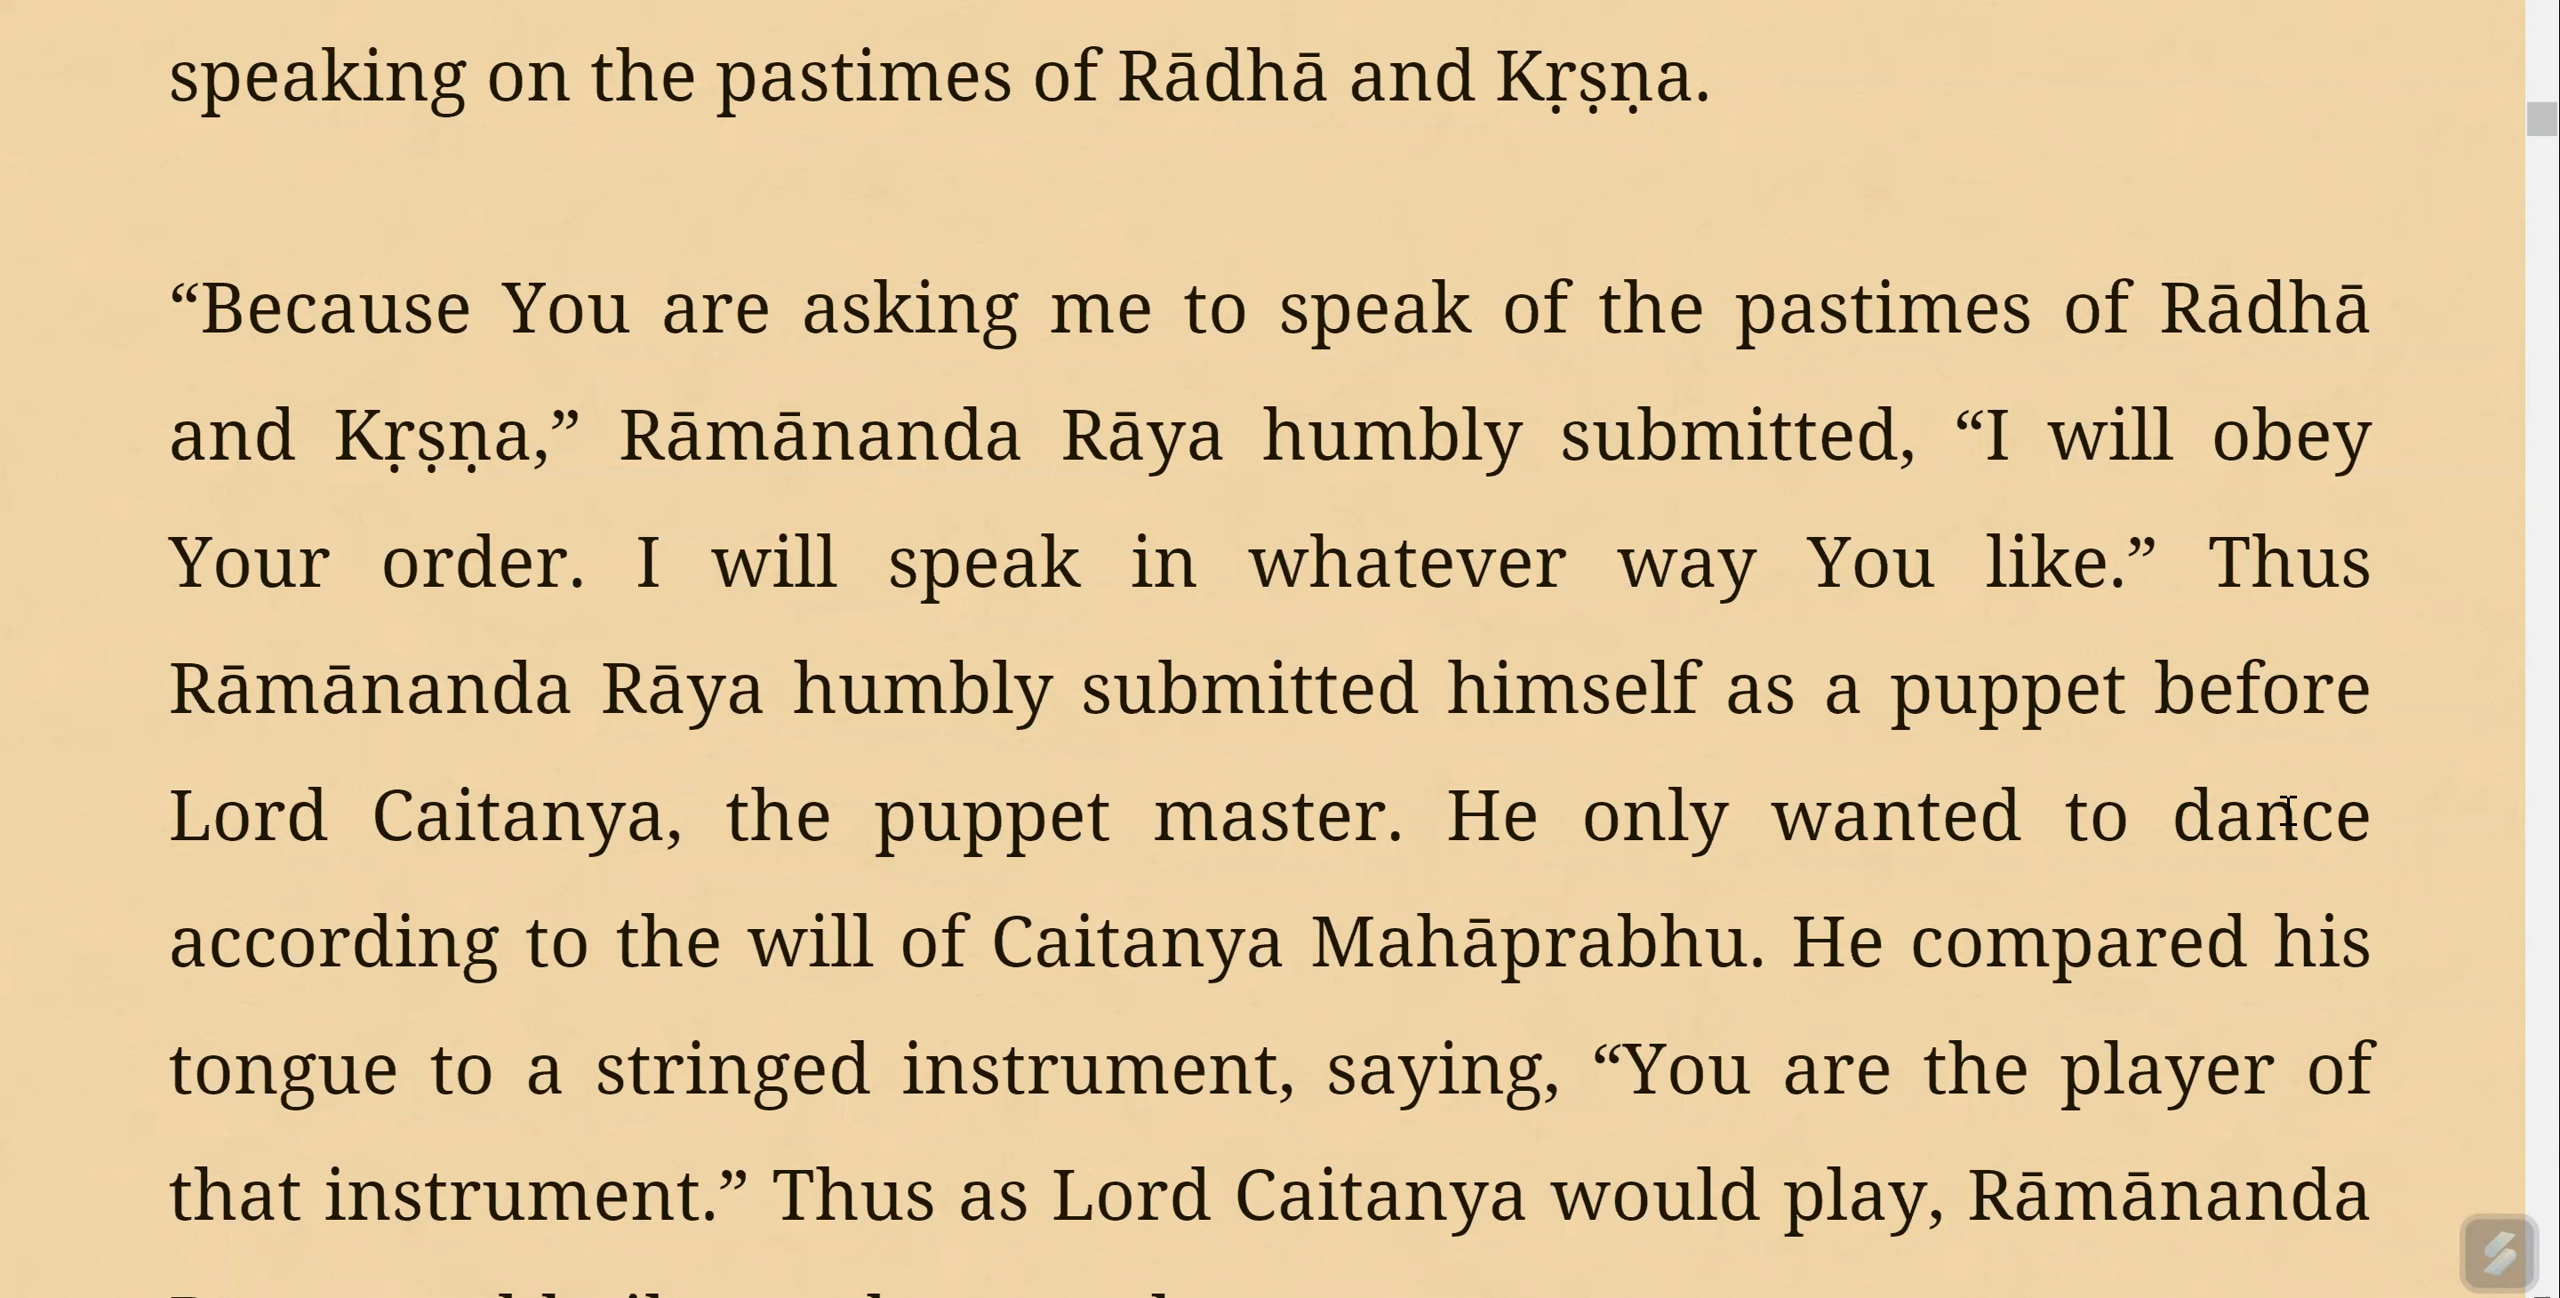 speaking on the pastimes of Rādhā and Kṛṣṇa.
“Because You are asking me to speak of the pastimes of Rādhā
and Kṛṣṇa,” Rāmānanda Rāya humbly submitted, “I will obey
Your order. I will speak in whatever way You like.” Thus
Rāmānanda Rāya humbly submitted himself as a puppet before
Lord Caitanya, the puppet master. He only wanted to dance
according to the will of Caitanya Mahāprabhu. He compared his
tongue to a stringed instrument, saying, “You are the player of
that instrument.” Thus as Lord Caitanya would play, Rāmānanda